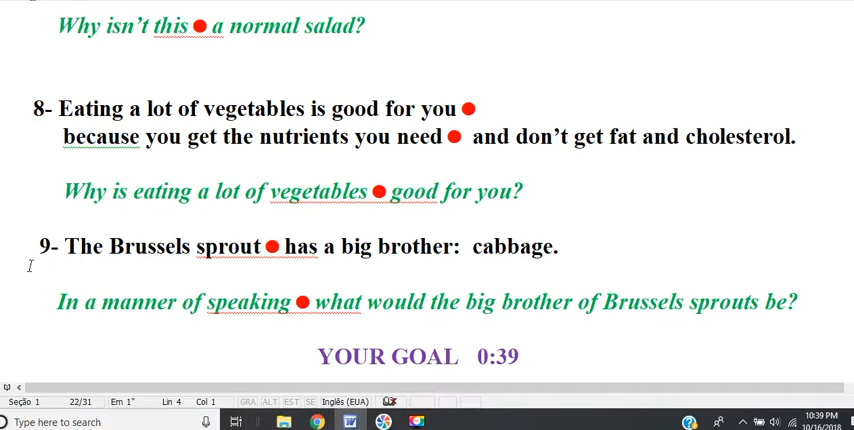 Why isn't this a normal salad?
8- Eating a lot of vegetables is good for you
because you get the nutrients you need and don't get fat and cholesterol.
Why is eating a lot of vegetables good for you?
9- The Brussels sprout has a big brother: cabbage.
In a manner of speaking what would the big brother of Brussels sprouts be?
YOUR GOAL 0:39
Seção 1 22/31 Em 1" Lin 4 Col 1 GRA ALT EST SE Inglês (EUA)
Type here to search 10:39 PM
10/16/2018